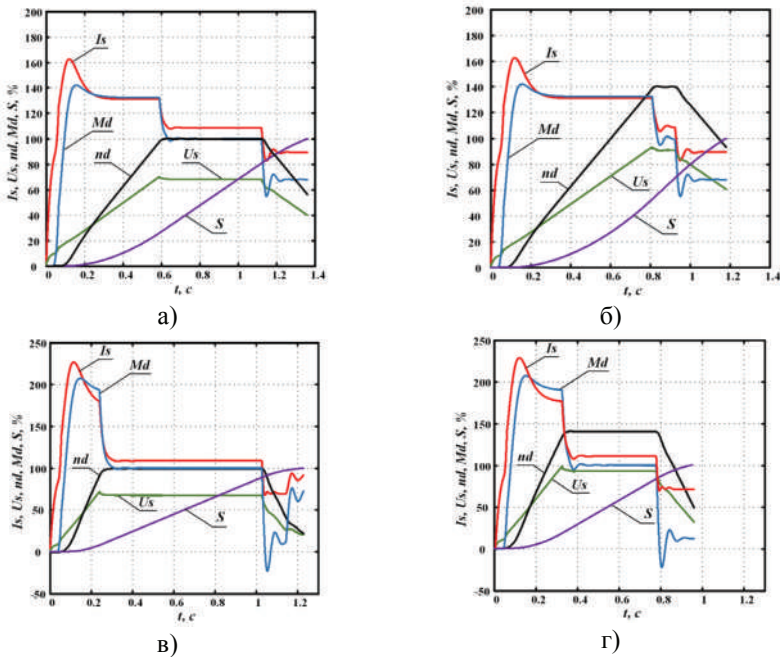 Is, Us, nd, Md, S, %
200
180
160
140
120
100
80
60
40
20
0
Is
Md
nd
Us
S
0 0.2 0.4 0.6 0.8 1 1.2 1.4
t, c
а)
Is, Us, nd, Md, S, %
200
180
160
140
120
100
80
60
40
20
0
Is
Md
nd
Us
S
0 0.2 0.4 0.6 0.8 1 1.2 1.4
t, c
б)
Is, Us, nd, Md, S, %
250
200
150
100
50
0
-50
Is
Md
nd
Us
S
0 0.2 0.4 0.6 0.8 1 1.2
t, c
в)
Is, Us, nd, Md, S, %
250
200
150
100
50
0
-50
Is
Md
nd
Us
S
0 0.2 0.4 0.6 0.8 1 1.2
t, c
г)